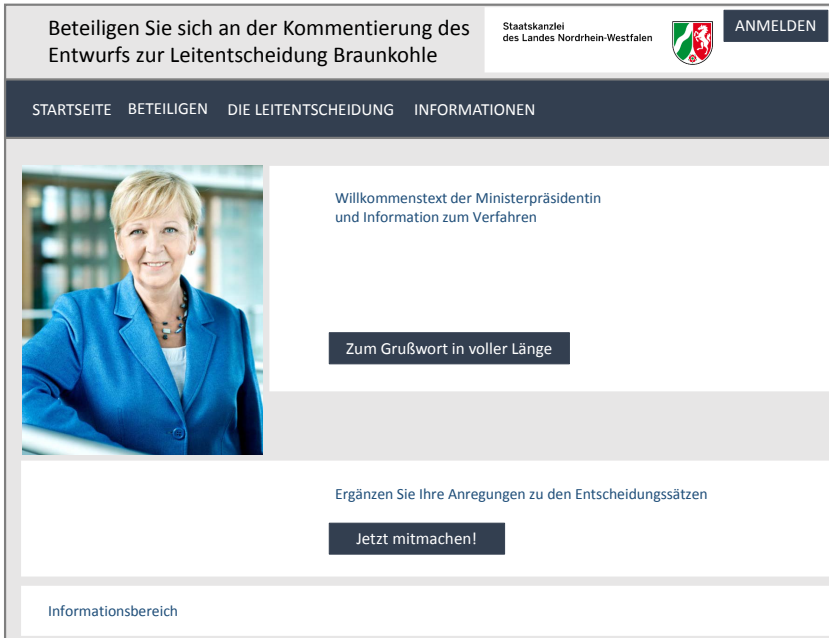 Beteiligen Sie sich an der Kommentierung des
Entwurfs zur Leitentscheidung Braunkohle
Staatskanzlei
des Landes Nordrhein-Westfalen
ANMELDEN
STARTSEITE BETEILIGEN DIE LEITENTSCHEIDUNG INFORMATIONEN
Willkommenstext der Ministerpräsidentin
und Information zum Verfahren
Zum Grußwort in voller Länge
Ergänzen Sie Ihre Anregungen zu den Entscheidungssätzen
Jetzt mitmachen!
Informationsbereich